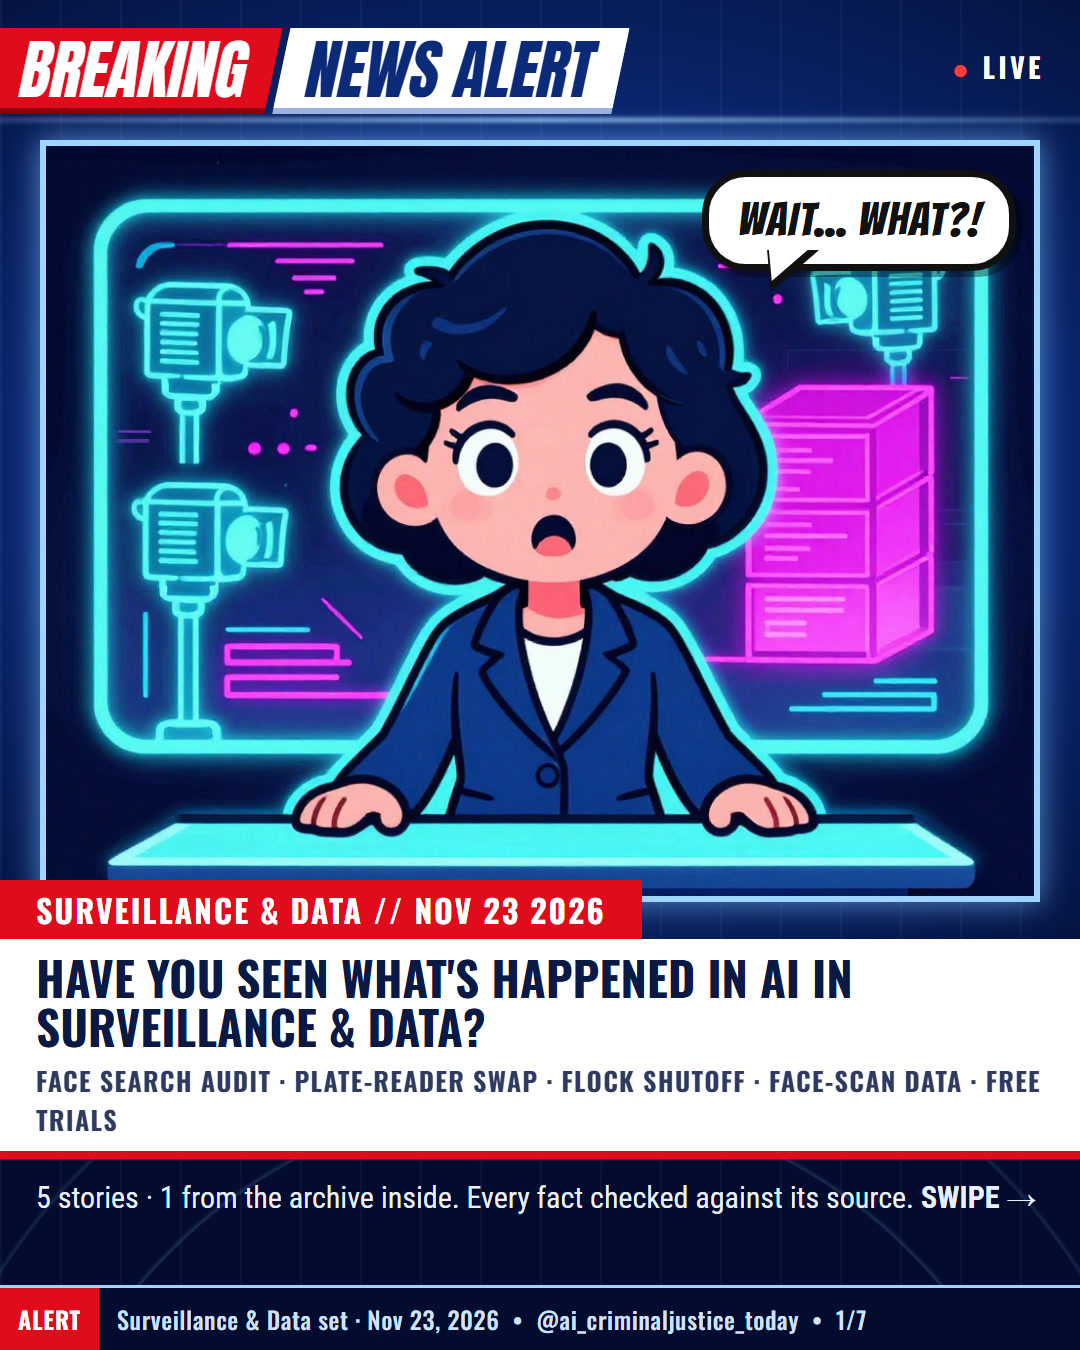 BREAKING NEWS ALERT
● LIVE
WAIT... WHAT?!
SURVEILLANCE & DATA // NOV 23 2026
HAVE YOU SEEN WHAT'S HAPPENED IN AI IN
SURVEILLANCE & DATA?
FACE SEARCH AUDIT · PLATE-READER SWAP · FLOCK SHUTOFF · FACE-SCAN DATA · FREE
TRIALS
5 stories · 1 from the archive inside. Every fact checked against its source. SWIPE →
ALERT Surveillance & Data set · Nov 23, 2026 • @ai_criminaljustice_today • 1/7